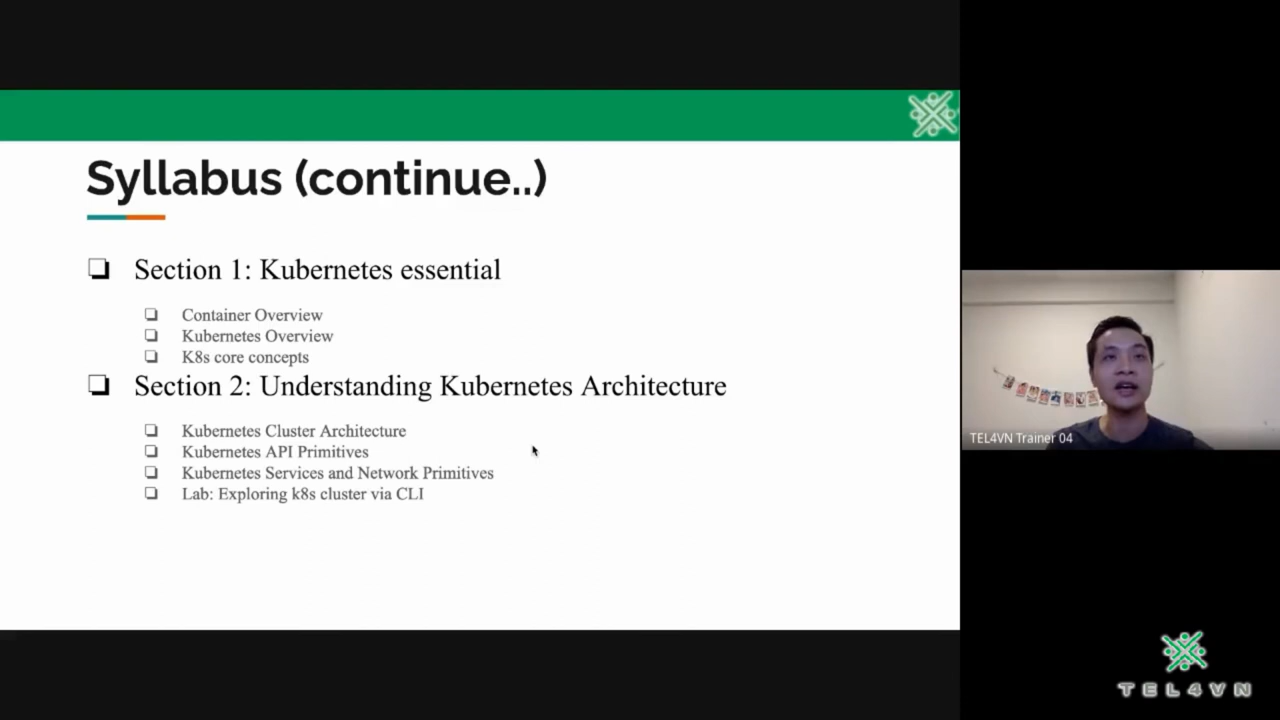 Syllabus (continue..)
Section 1: Kubernetes essential
Container Overview
Kubernetes Overview
K8s core concepts
Section 2: Understanding Kubernetes Architecture
Kubernetes Cluster Architecture
Kubernetes API Primitives
Kubernetes Services and Network Primitives
Lab: Exploring k8s cluster via CLI
TEL4VN Trainer 04
TEL4VN